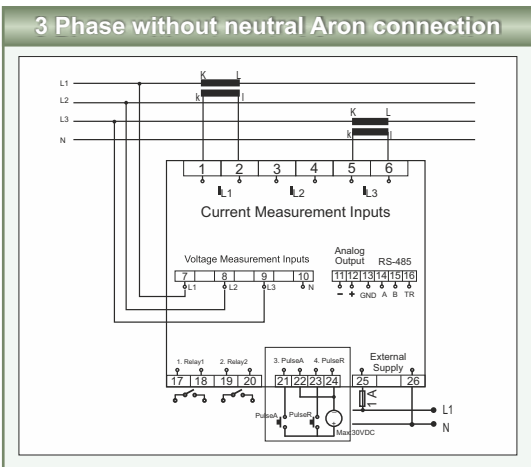 3 Phase without neutral Aron connection
K L
L1
L2
k l
K L
L3
k l
N
1 2 3 4 5 6
IL1 IL2 IL3
Current Measurement Inputs
Analog
Output RS-485
Voltage Measurement Inputs
7 8 9 10
11 12 13 14 15 16
L1 L2 L3 N
- + GND A B TR
1. Relay1 2. Relay2 3. PulseA 4. PulseR External
Supply
17 18 19 20 21 22 23 24 25 26
1 A
PulseA PulseR
L1
Max 30VDC
N